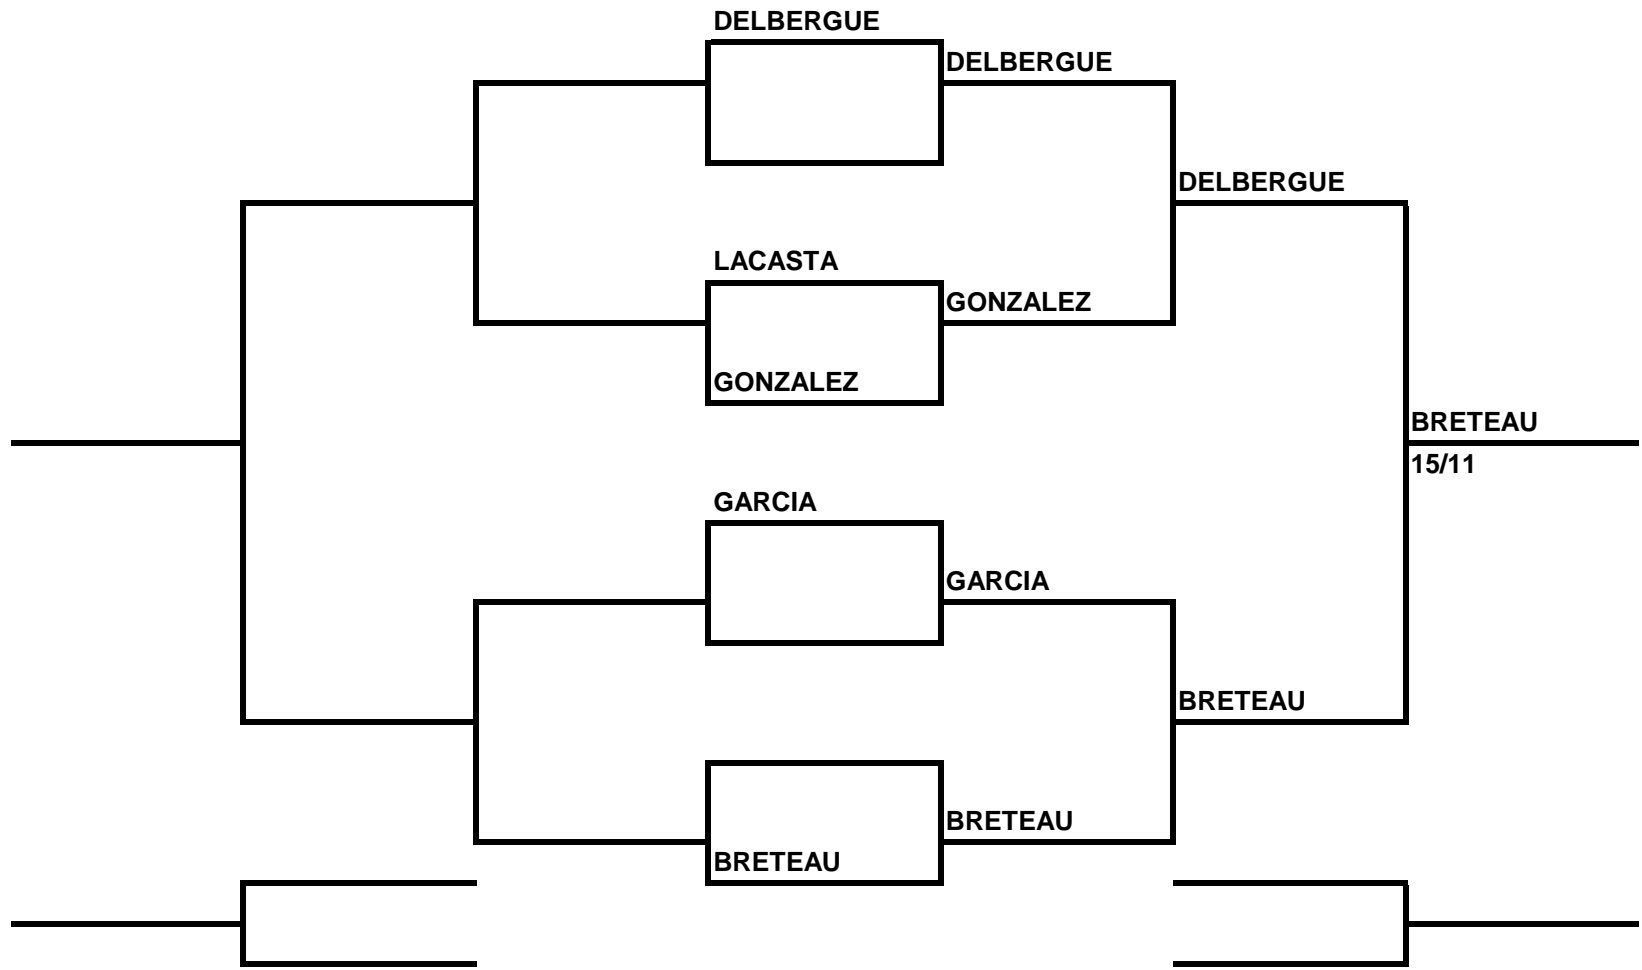 DELBERGUE
DELBERGUE
DELBERGUE
LACASTA
GONZALEZ
GONZALEZ
BRETEAU
15/11
GARCIA
GARCIA
BRETEAU
BRETEAU
BRETEAU